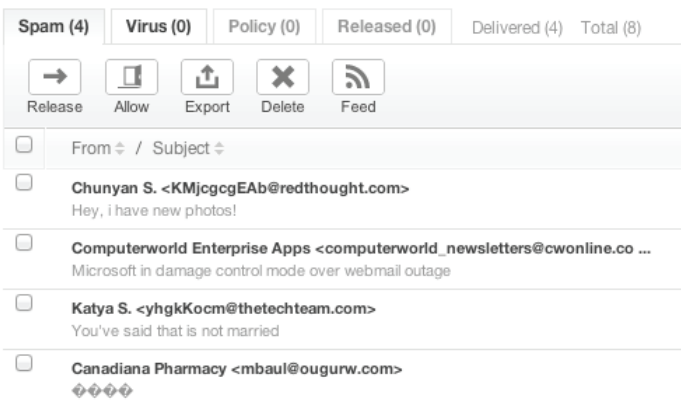 Spam (4) Virus (0) Policy (0) Released (0) Delivered (4) Total (8)
Release Allow Export Delete Feed
From / Subject
Chunyan S. <KMjcgcgEAb@redthought.com>
Hey, i have new photos!
Computerworld Enterprise Apps <computerworld_newsletters@cwonline.co ...
Microsoft in damage control mode over webmail outage
Katya S. <yhgkKocm@thetechteam.com>
You've said that is not married
Canadiana Pharmacy <mbaul@ougurw.com>
����